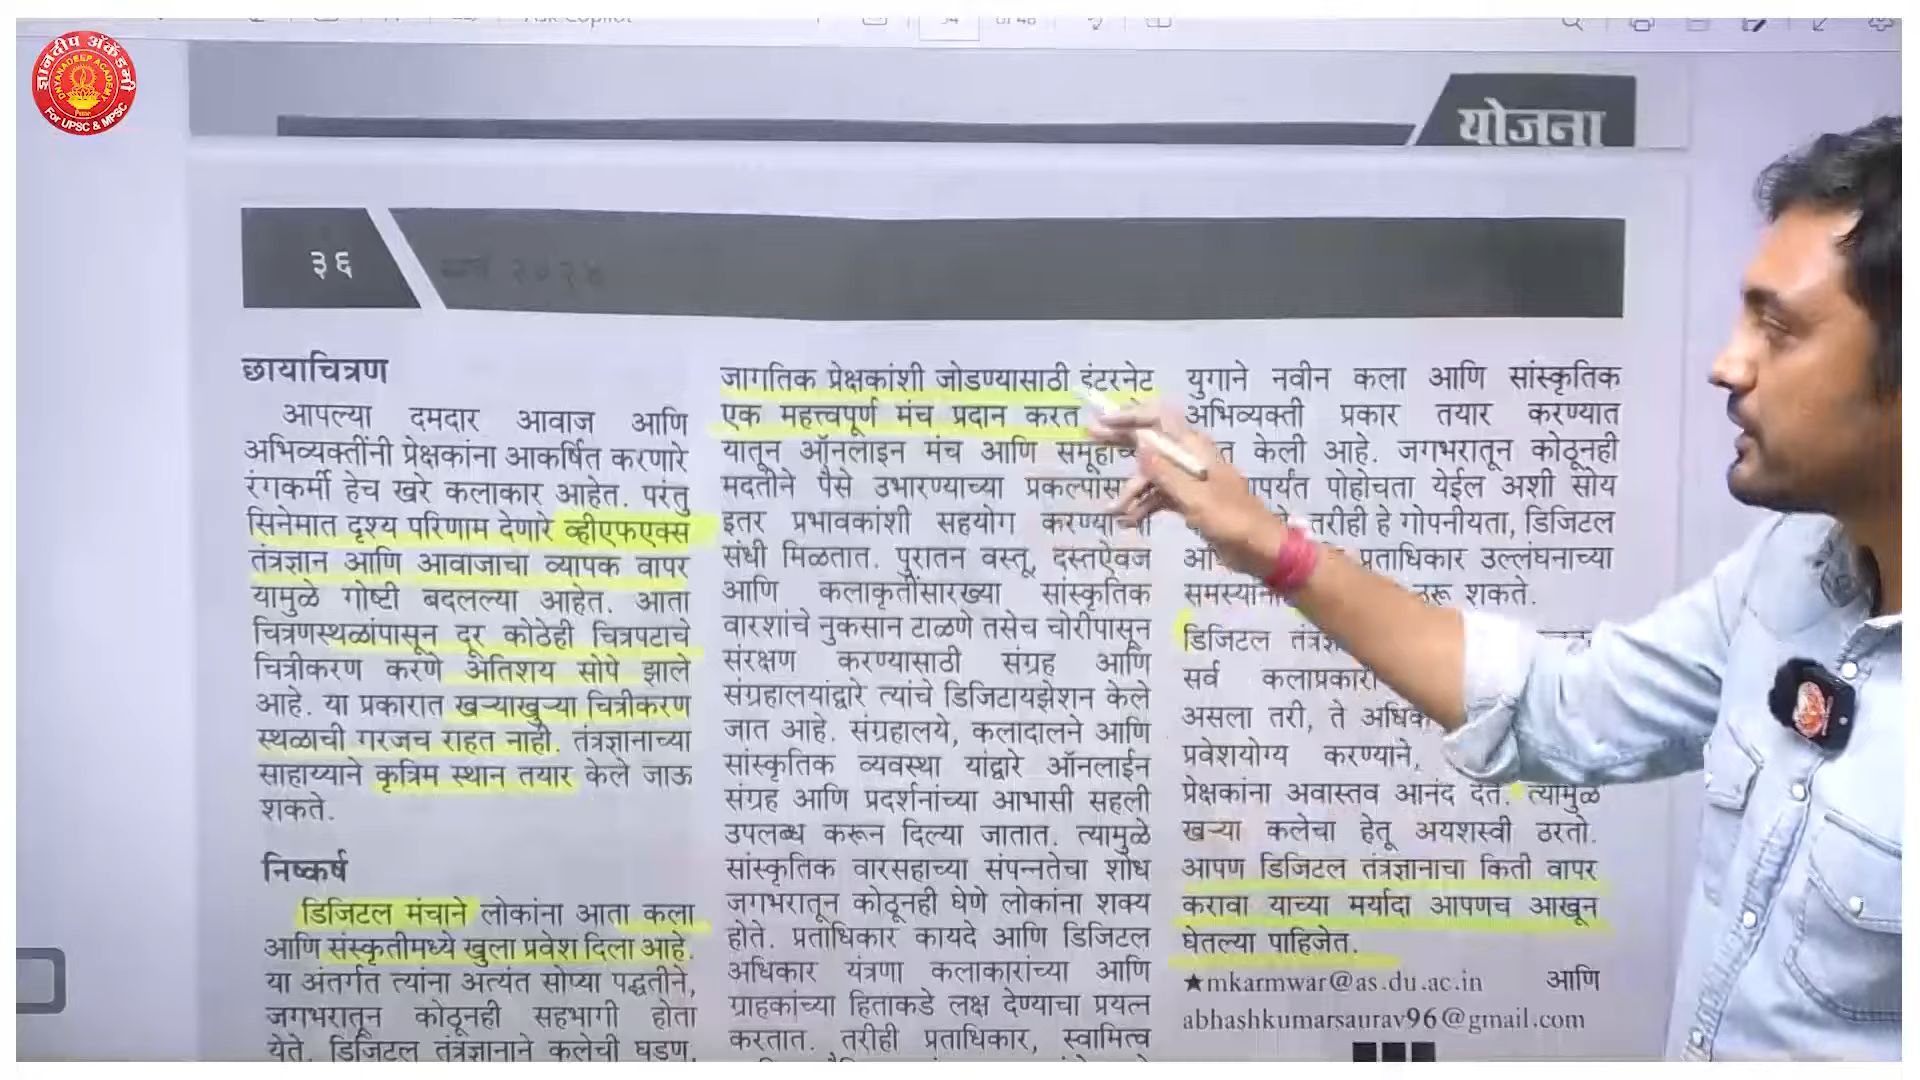 ज्ञानदीप अॅकॅडमी
DNYANADEEP ACADEMY
For UPSC & MPSC
योजना
३६
छायाचित्रण
आपल्या दमदार आवाज आणि
अभिव्यक्तींनी प्रेक्षकांना आकर्षित करणारे
रंगकर्मी हेच खरे कलाकार आहेत. परंतु
सिनेमात दृश्य परिणाम देणारे व्हीएफएक्स
तंत्रज्ञान आणि आवाजाचा व्यापक वापर
यामुळे गोष्टी बदलल्या आहेत. आता
चित्रणस्थळांपासून दूर कोठेही चित्रपटाचे
चित्रीकरण करणे अतिशय सोपे झाले
आहे. या प्रकारात खऱ्याखुऱ्या चित्रीकरण
स्थळाची गरजच राहत नाही. तंत्रज्ञानाच्या
साहाय्याने कृत्रिम स्थान तयार केले जाऊ
शकते.
निष्कर्ष
डिजिटल मंचाने लोकांना आता कला
आणि संस्कृतीमध्ये खुला प्रवेश दिला आहे.
या अंतर्गत त्यांना अत्यंत सोप्या पद्धतीने,
जगभरातून कोठूनही सहभागी होता
येते. डिजिटल तंत्रज्ञानाने कलेची घडण,
जागतिक प्रेक्षकांशी जोडण्यासाठी इंटरनेट
एक महत्त्वपूर्ण मंच प्रदान करत
यातून ऑनलाइन मंच आणि
मदतीने पैसे उभारण्याच्या
इतर प्रभावकांशी सहयोग करण्याच्या
संधी मिळतात. पुरातन वस्तू, दस्तऐवज
आणि कलाकृतींसारख्या सांस्कृतिक
वारशांचे नुकसान टाळणे तसेच चोरीपासून
संरक्षण करण्यासाठी संग्रह आणि
संग्रहालयांद्वारे त्यांचे डिजिटायझेशन केले
जात आहे. संग्रहालये, कलादालने आणि
सांस्कृतिक व्यवस्था यांद्वारे ऑनलाईन
संग्रह आणि प्रदर्शनांच्या आभासी सहली
उपलब्ध करून दिल्या जातात. त्यामुळे
सांस्कृतिक वारसहाच्या संपन्नतेचा शोध
जगभरातून कोठूनही घेणे लोकांना शक्य
होते. प्रताधिकार कायदे आणि डिजिटल
अधिकार यंत्रणा कलाकारांच्या आणि
ग्राहकांच्या हिताकडे लक्ष देण्याचा प्रयत्न
करतात. तरीही प्रताधिकार, स्वामित्व
युगाने नवीन कला आणि सांस्कृतिक
अभिव्यक्ती प्रकार तयार करण्यात
केली आहे. जगभरातून कोठूनही
पोहोचता येईल अशी सोय
तरीही हे गोपनीयता, डिजिटल
प्रताधिकार उल्लंघनाच्या
शकते.
डिजिटल
सर्व
असला तरी, ते
प्रवेशयोग्य करण्याने,
प्रेक्षकांना अवास्तव आनंद देते. त्यामुळे
खऱ्या कलेचा हेतू अयशस्वी ठरतो.
आपण डिजिटल तंत्रज्ञानाचा किती वापर
करावा याच्या मर्यादा आपणच आखून
घेतल्या पाहिजेत.
★mkarmwar@as.du.ac.in आणि
abhashkumarsaurav96@gmail.com